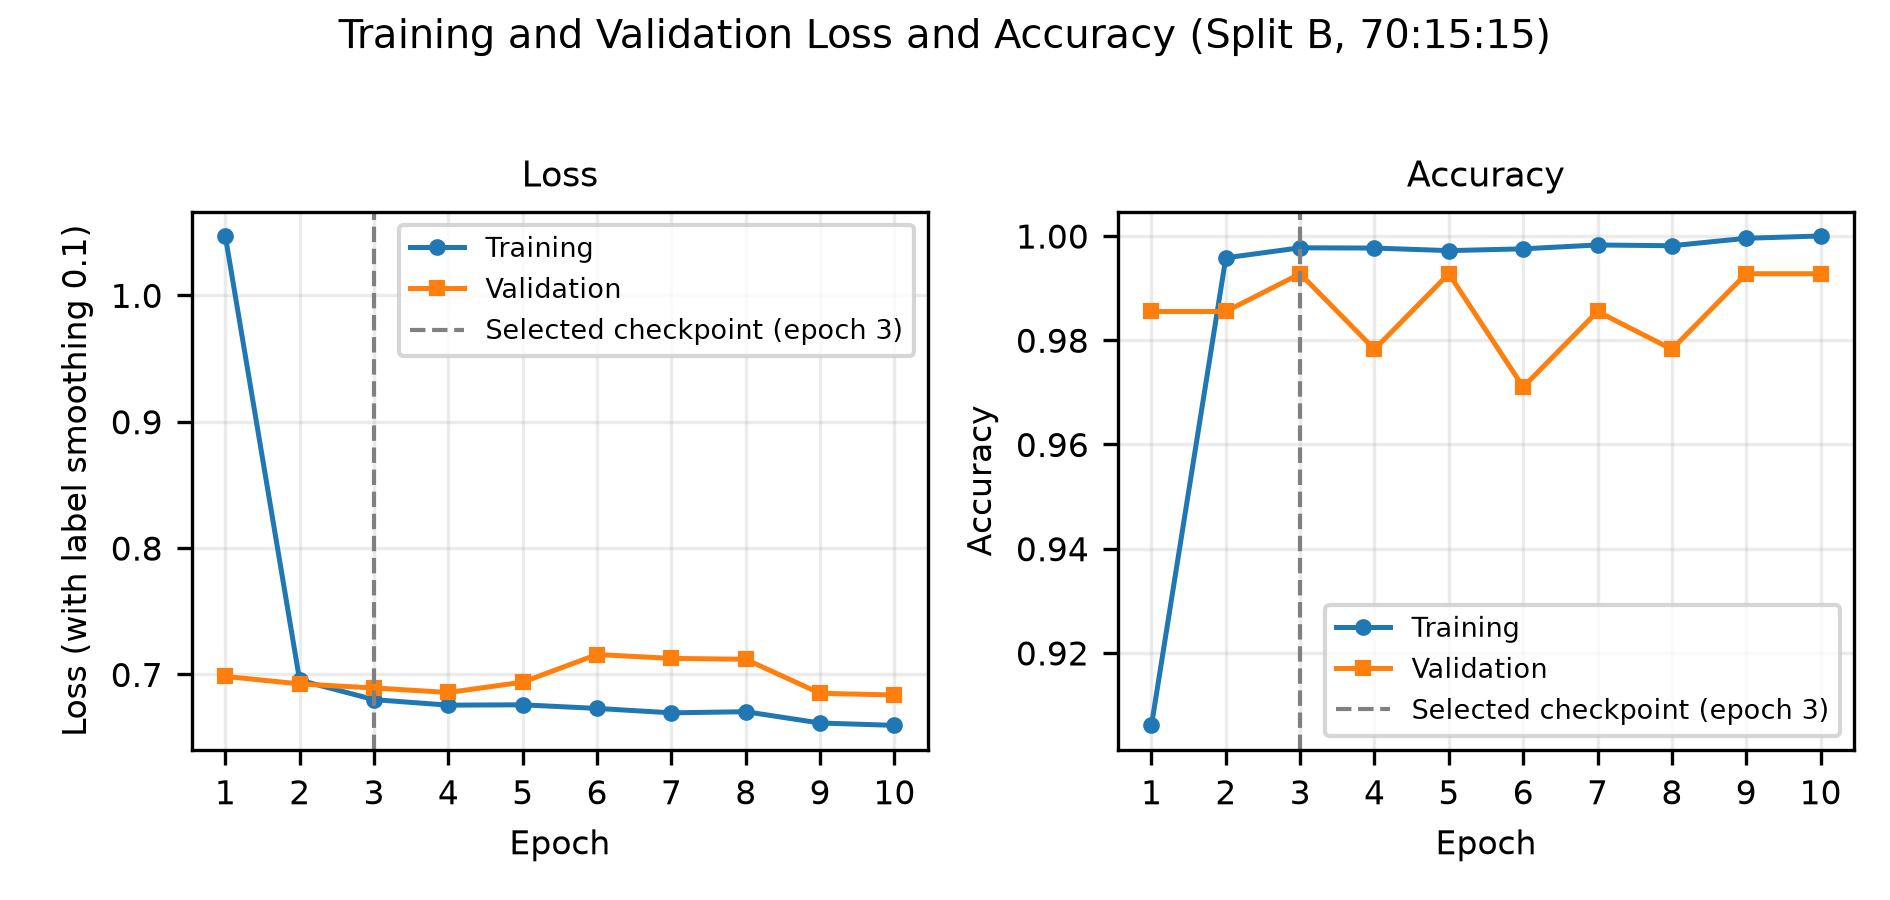 Training and Validation Loss and Accuracy (Split B, 70:15:15)
Loss
Loss (with label smoothing 0.1)
1.0
0.9
0.8
0.7
Training
Validation
Selected checkpoint (epoch 3)
1 2 3 4 5 6 7 8 9 10
Epoch
Accuracy
Accuracy
1.00
0.98
0.96
0.94
0.92
Training
Validation
Selected checkpoint (epoch 3)
1 2 3 4 5 6 7 8 9 10
Epoch